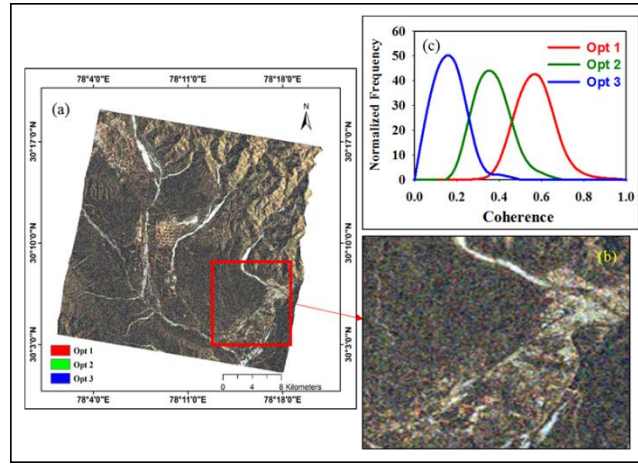 (a)
78°4'0"E 78°11'0"E 78°18'0"E
N
30°17'0"N
30°17'0"N
30°10'0"N
30°10'0"N
30°3'0"N
30°3'0"N
Opt 1
Opt 2
Opt 3
0 4 8 Kilometers
78°4'0"E 78°11'0"E 78°18'0"E
(c)
Opt 1
Opt 2
Opt 3
Normalized Frequency
60
50
40
30
20
10
0
0.0 0.2 0.4 0.6 0.8 1.0
Coherence
(b)